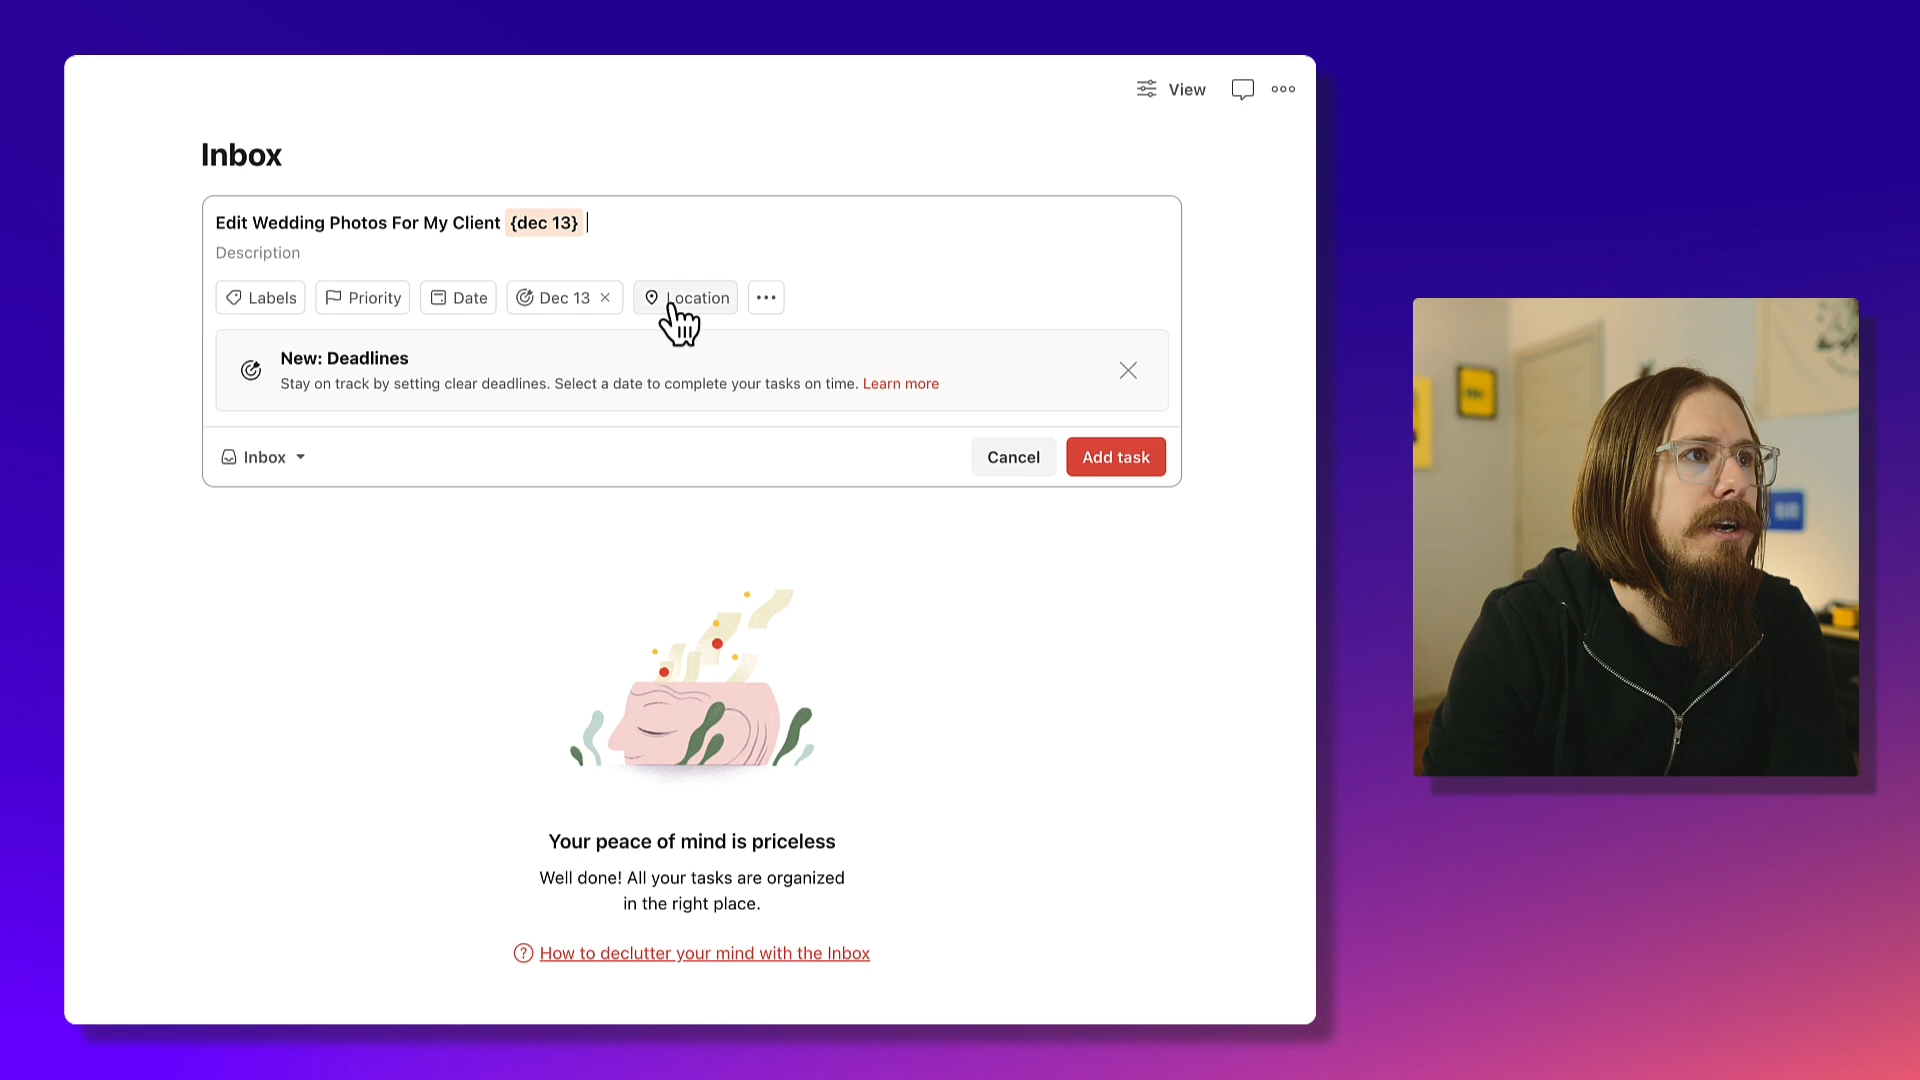 View
Inbox
Edit Wedding Photos For My Client {dec 13}
Description
Labels Priority Date Dec 13 Location
New: Deadlines
Stay on track by setting clear deadlines. Select a date to complete your tasks on time. Learn more
Inbox Cancel Add task
Your peace of mind is priceless
Well done! All your tasks are organized
in the right place.
How to declutter your mind with the Inbox